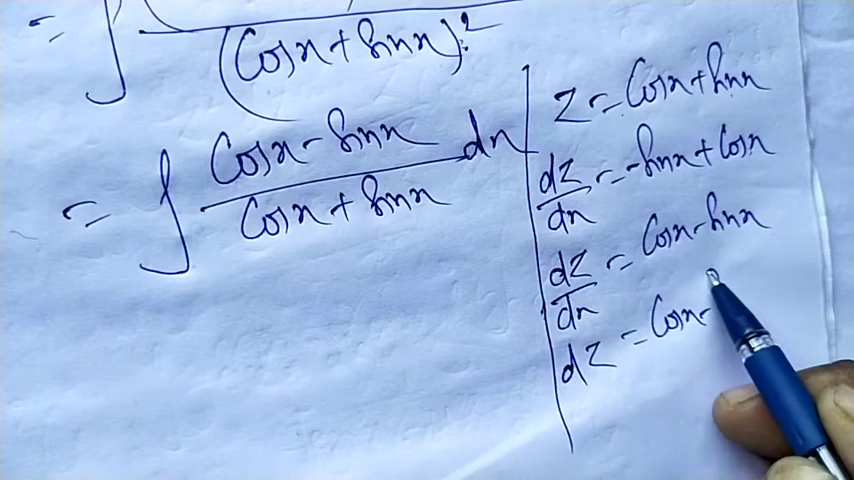 = ∫ / (Cosx + Sinx)²
= ∫ (Cosx - Sinx) / (Cosx + Sinx) dx
Z = Cosx + Sinx
dZ/dx = -Sinx + Cosx
dZ/dx = Cosx - Sinx
dZ = Cosx -